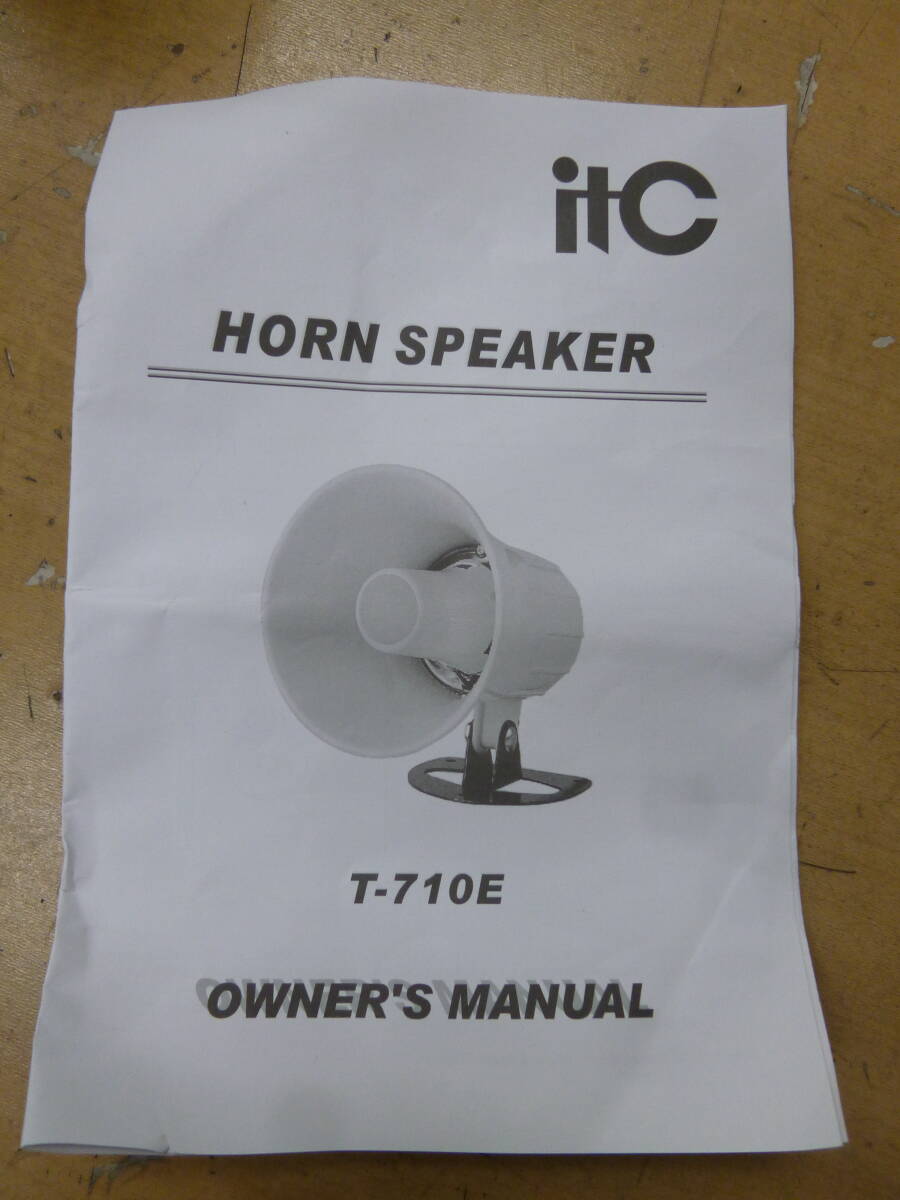 itC
HORN SPEAKER
T-710E
OWNER'S MANUAL